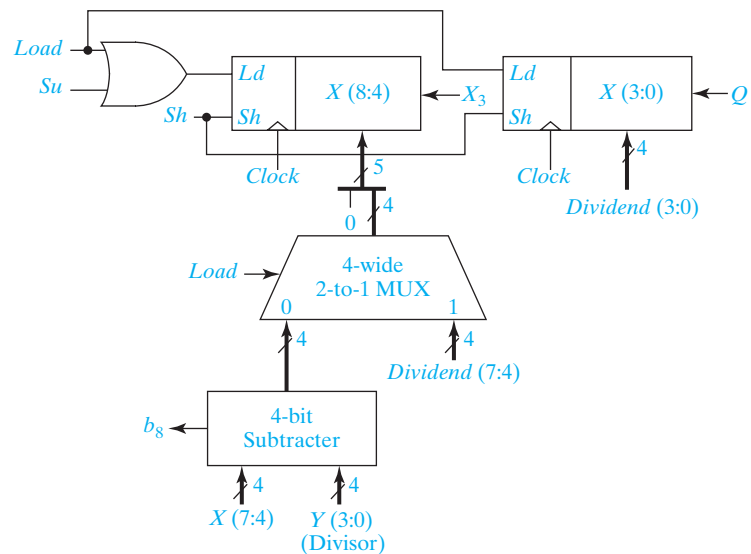 Load
Su
Ld
X (8:4)
X3
Sh
Sh
Clock
Ld
X (3:0)
Q
Sh
Clock
4
Dividend (3:0)
5
0
4
Load
4-wide
2-to-1 MUX
0
1
4
4
Dividend (7:4)
b8
4-bit
Subtracter
4
4
X (7:4)
Y (3:0)
(Divisor)